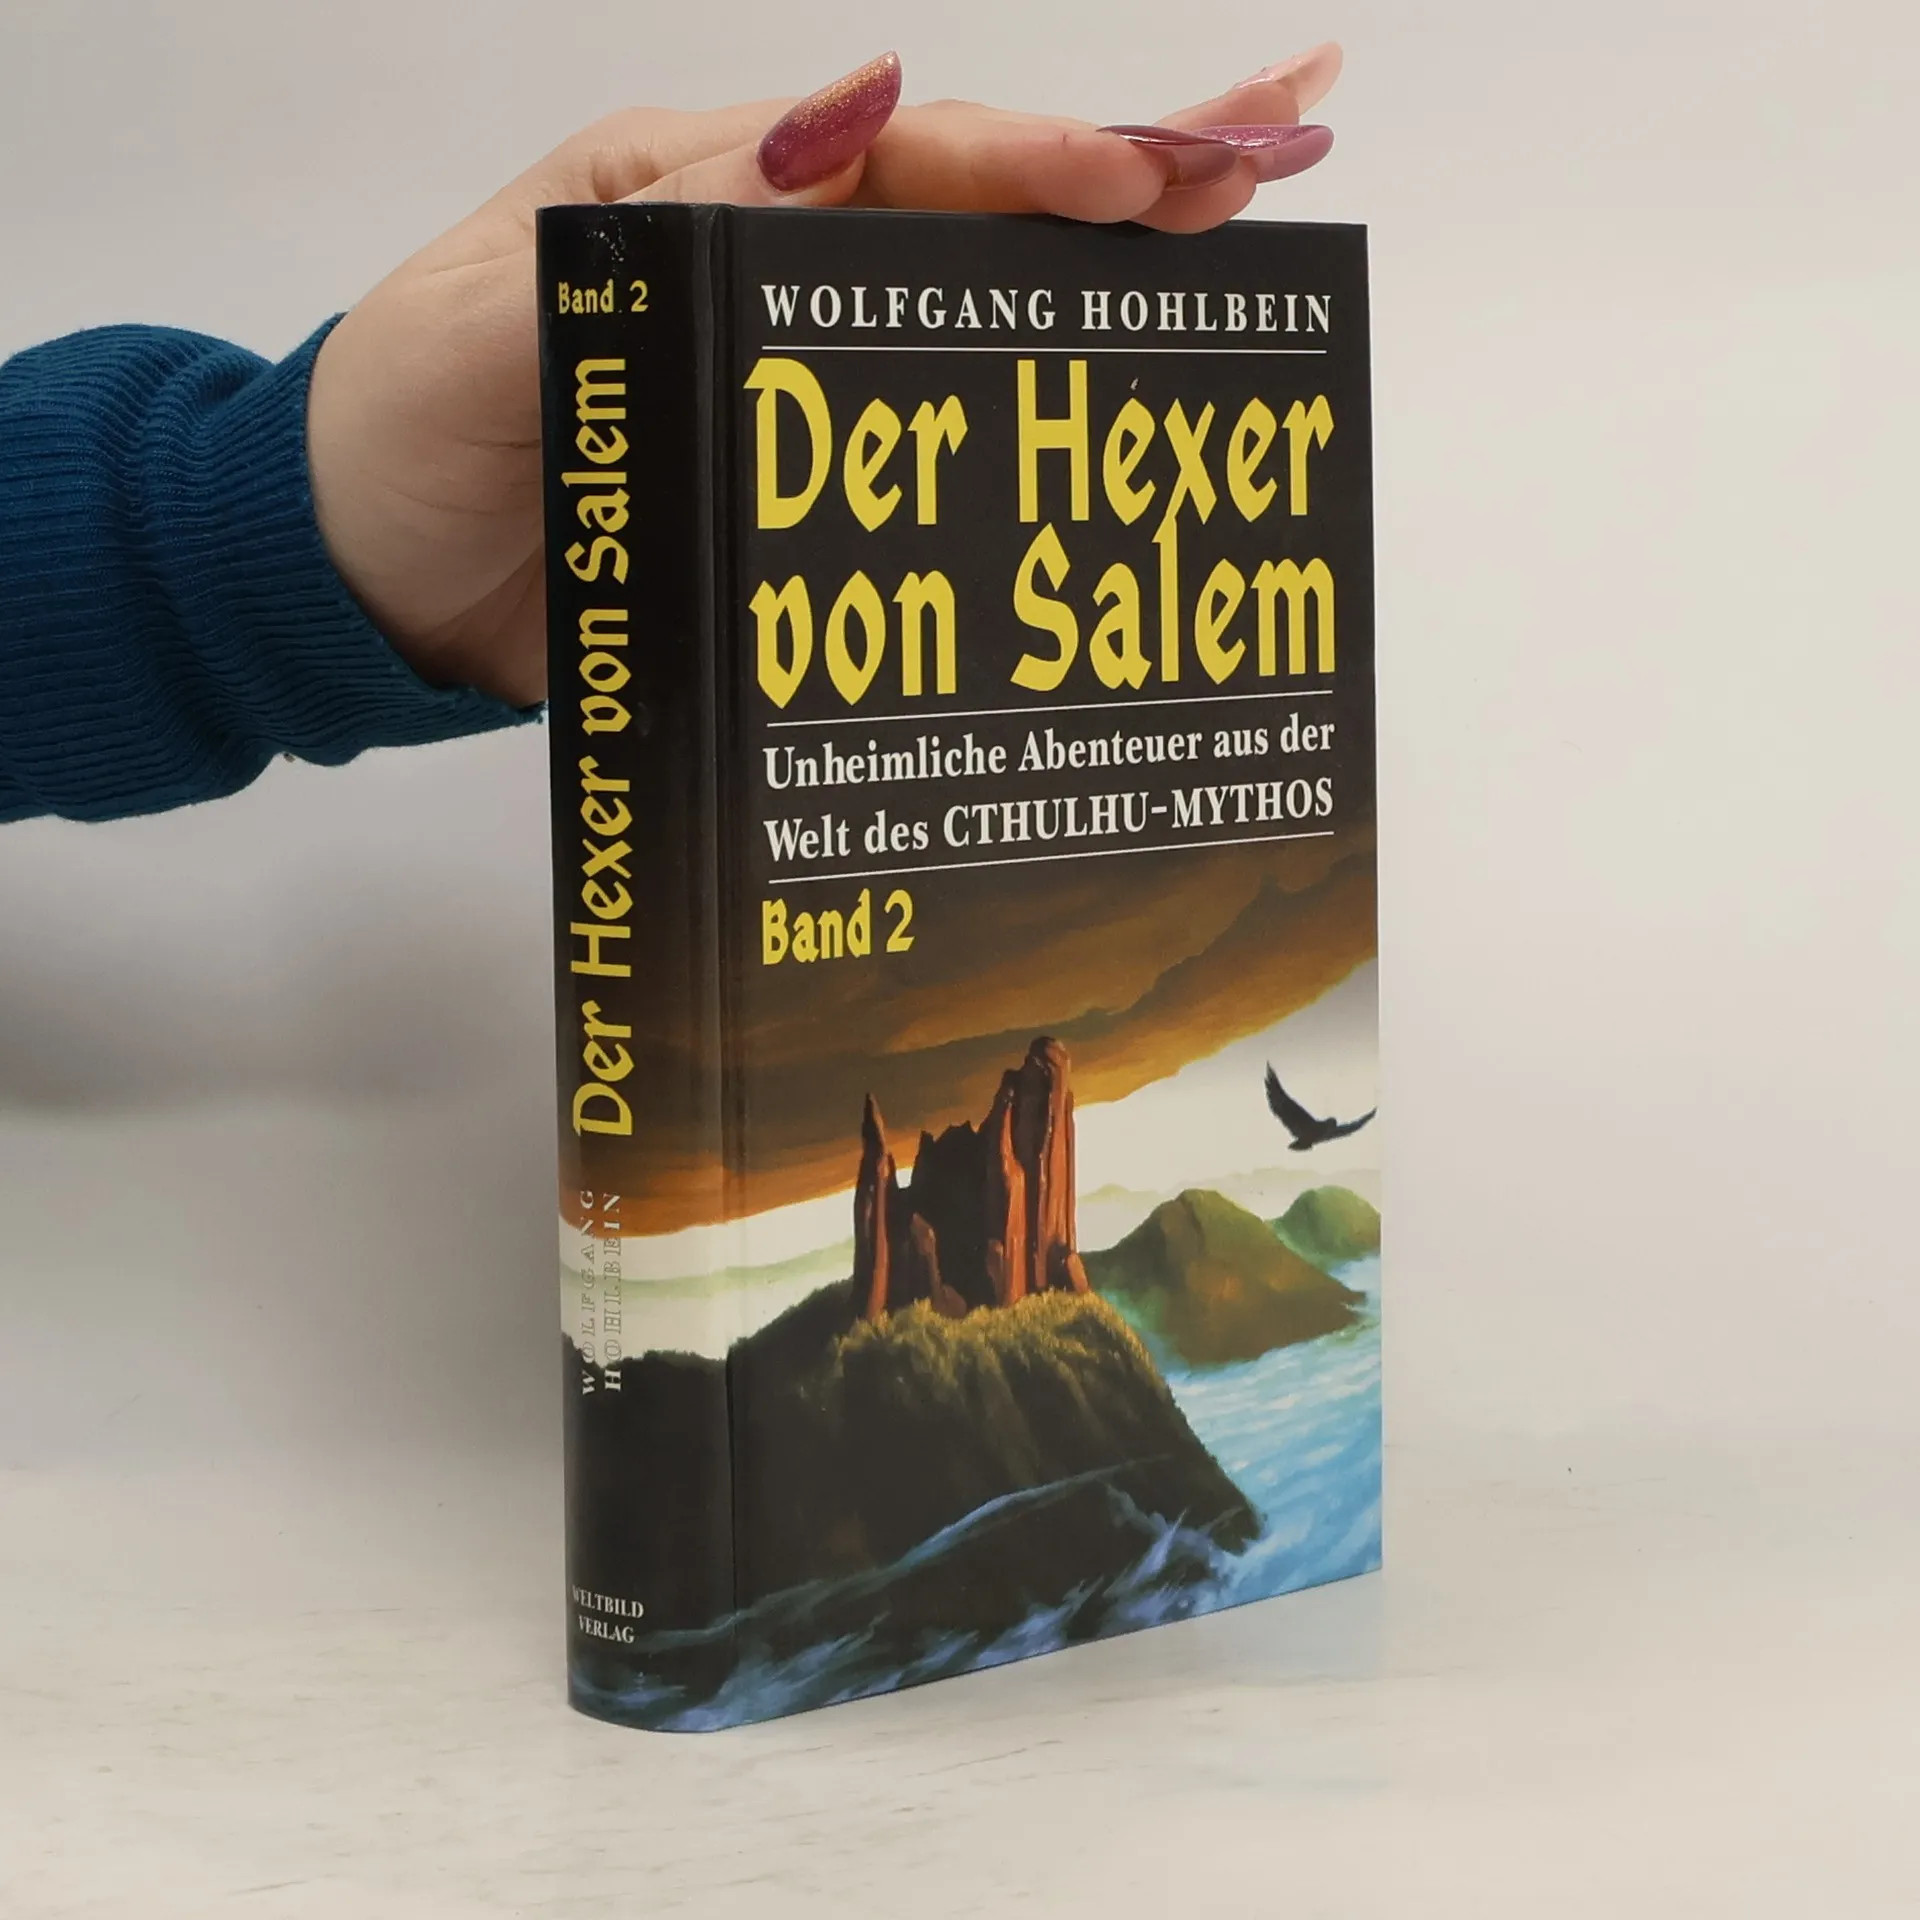 Band 2
Der Hexer von Salem
WOLFGANG
HOHLBEIN
WELTBILD
VERLAG
WOLFGANG HOHLBEIN
Der Hexer
von Salem
Unheimliche Abenteuer aus der
Welt des CTHULHU-MYTHOS
Band 2